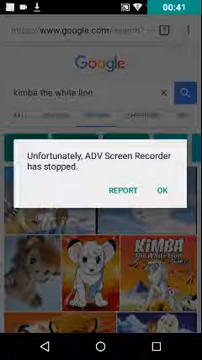 00:41
https://www.google.com/search?
Google
kimba the white lion
Unfortunately, ADV Screen Recorder
has stopped.
REPORT
OK
KiMBA
THE WHITE LION